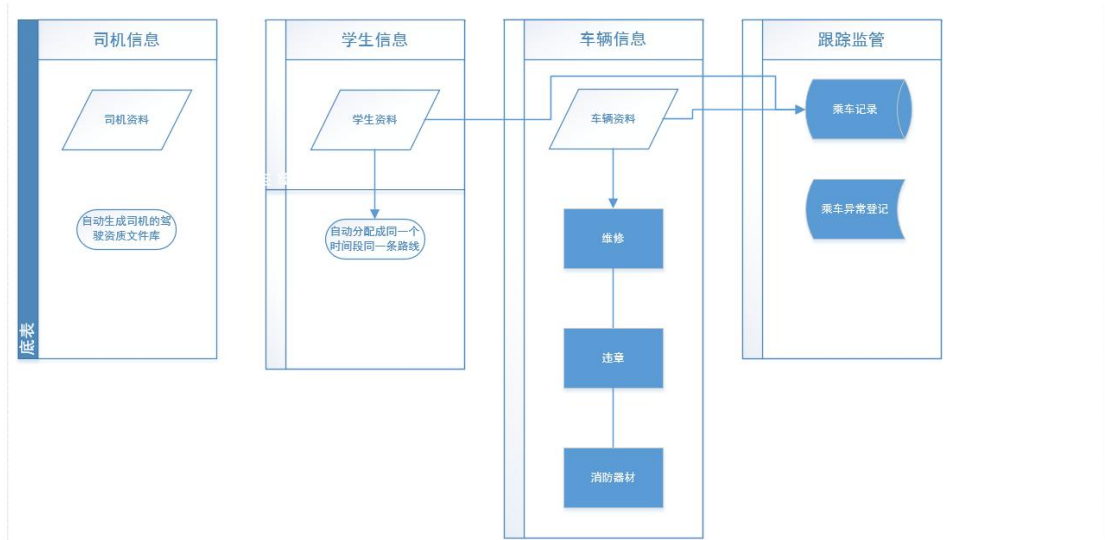 司机信息
学生信息
车辆信息
跟踪监管
司机资料
学生资料
车辆资料
乘车记录
自动生成司机的驾
驶资质文件库
自动分配成同一个
时间段同一条路线
维修
乘车异常登记
底表
违章
消防器材